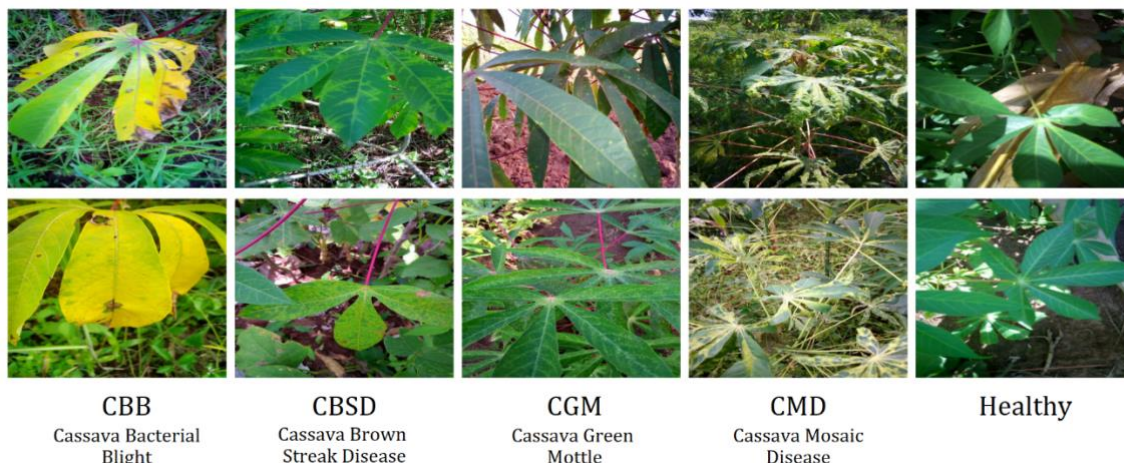 CBB
Cassava Bacterial
Blight
CBSD
Cassava Brown
Streak Disease
CGM
Cassava Green
Mottle
CMD
Cassava Mosaic
Disease
Healthy